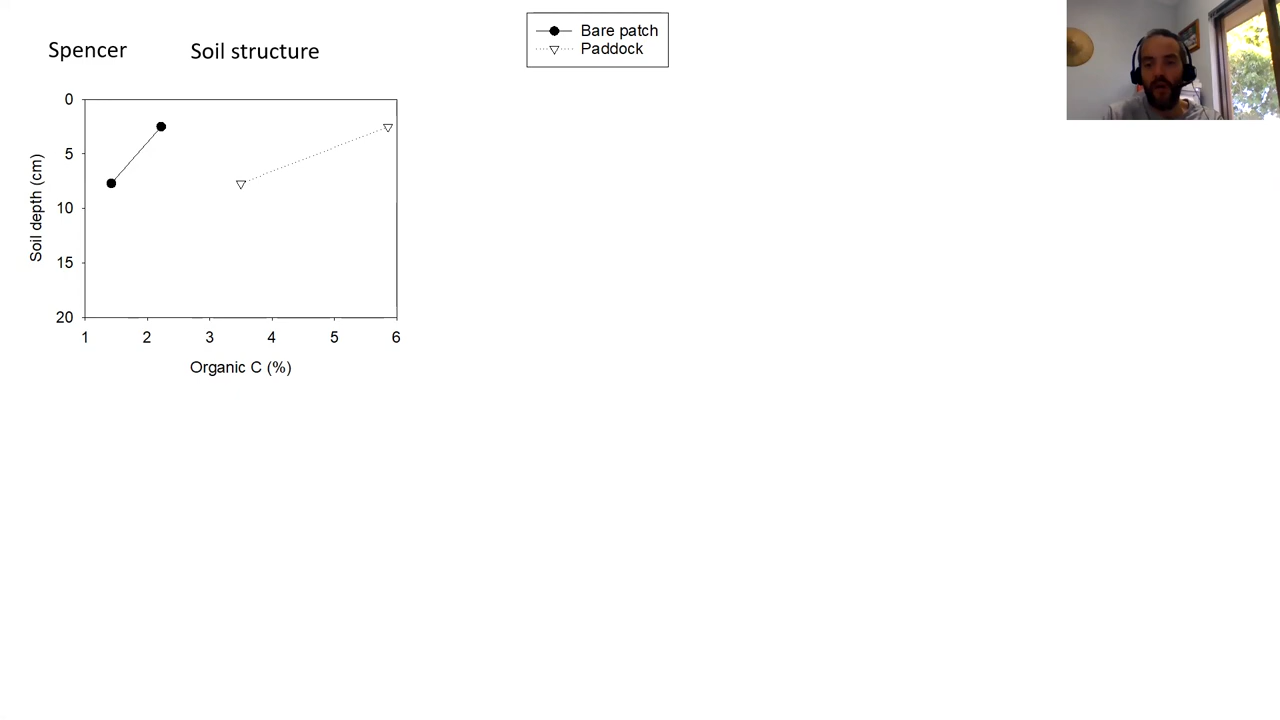 Spencer
Soil structure
Bare patch
Paddock
0
5
10
15
20
Soil depth (cm)
1 2 3 4 5 6
Organic C (%)